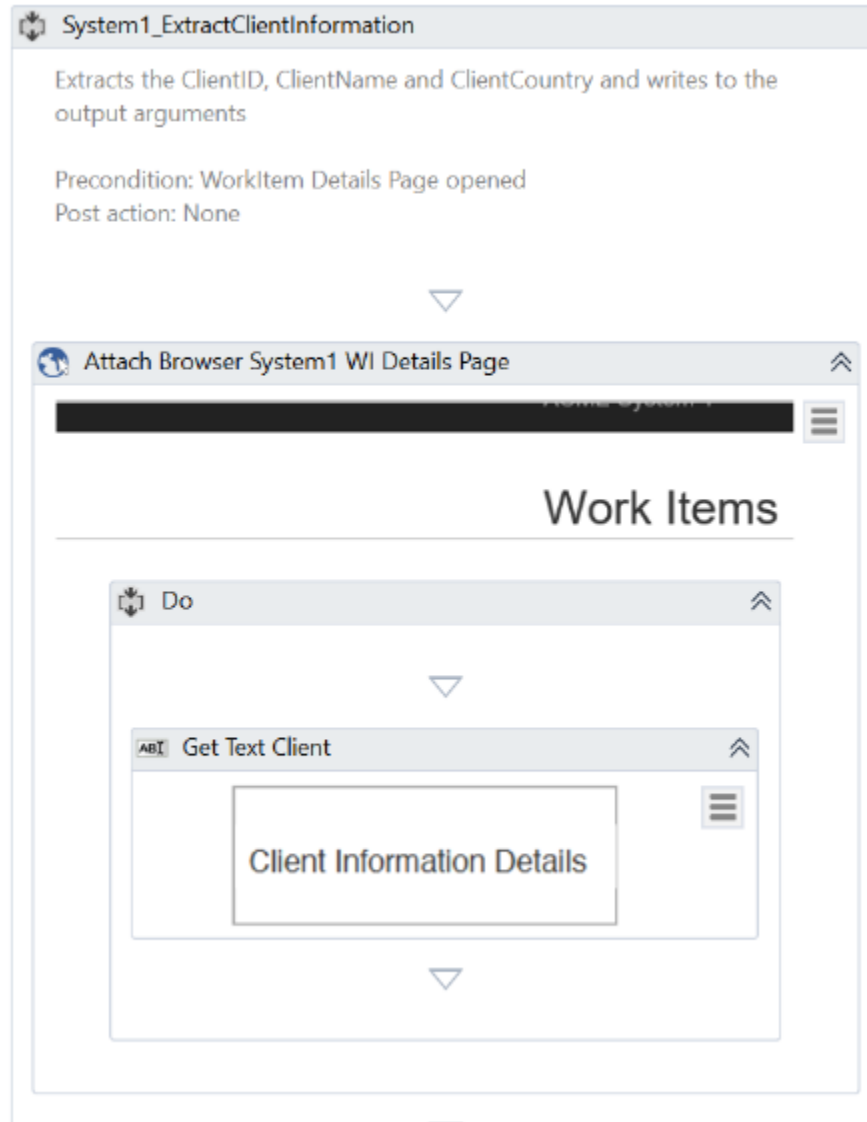 System1_ExtractClientInformation
Extracts the ClientID, ClientName and ClientCountry and writes to the
output arguments
Precondition: WorkItem Details Page opened
Post action: None
Attach Browser System1 WI Details Page
Work Items
Do
ABI Get Text Client
Client Information Details